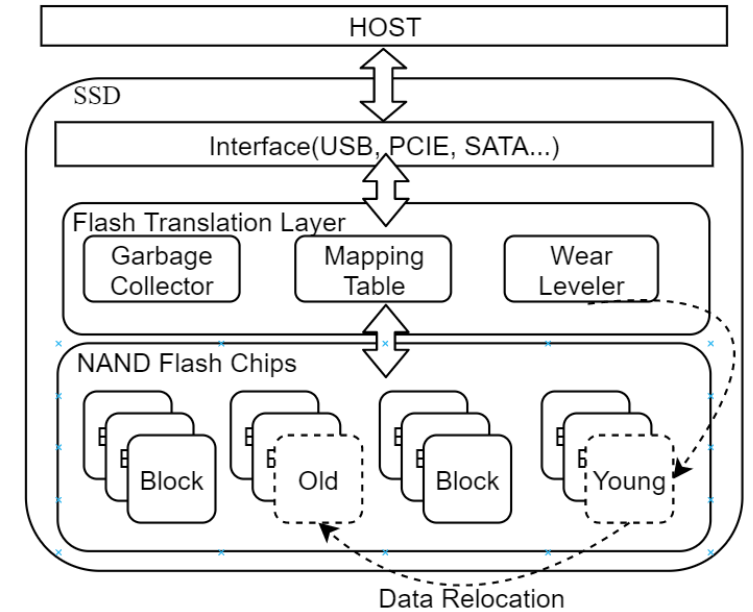 HOST
SSD
Interface(USB, PCIE, SATA...)
Flash Translation Layer
Garbage
Collector
Mapping
Table
Wear
Leveler
NAND Flash Chips
Block
Old
Block
Young
Data Relocation